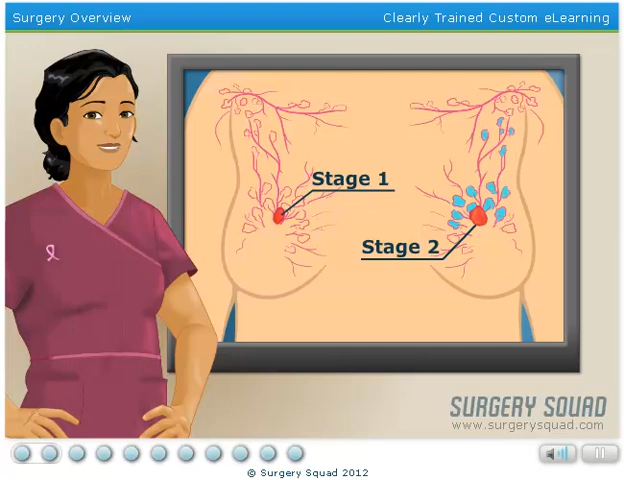 Surgery Overview
Clearly Trained Custom eLearning
Stage 1
Stage 2
SURGERY SQUAD
www.surgerysquad.com
© Surgery Squad 2012